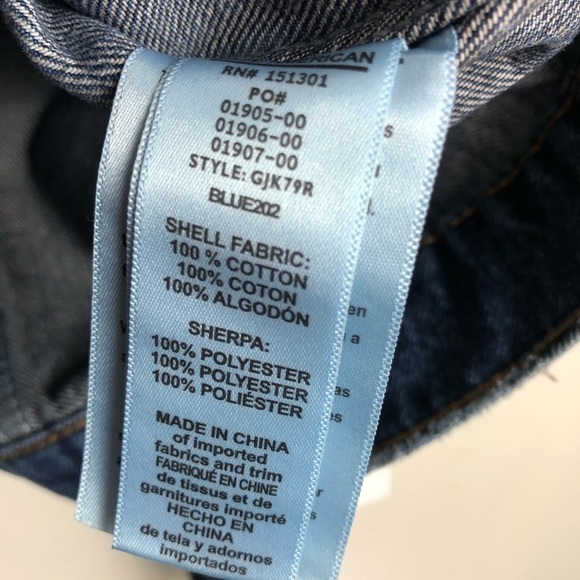 RICAN
RN# 151301
PO#
01905-00
01906-00
01907-00
STYLE: GJK79R
BLUE202
SHELL FABRIC:
100 % COTTON
100% COTON
100% ALGODÓN
SHERPA:
100% POLYESTER
100% POLYESTER
100% POLIÉSTER
MADE IN CHINA
of imported
fabrics and trim
FABRIQUÉ EN CHINE
de tissus et de
garnitures importé
HECHO EN
CHINA
de tela y adornos
importados